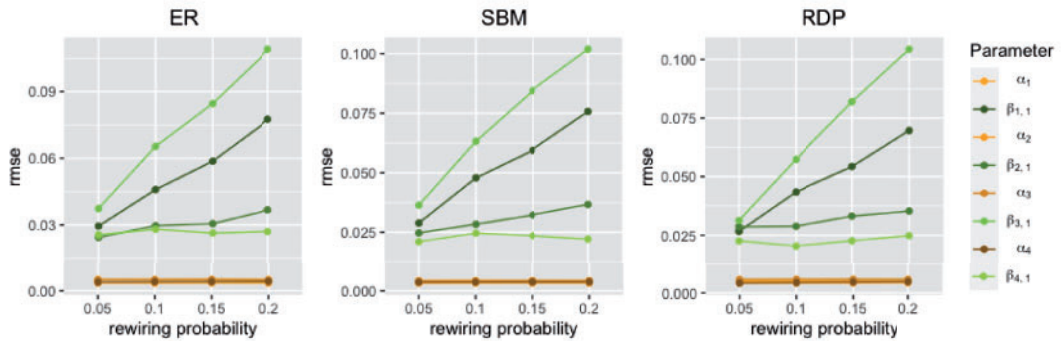 ER
SBM
RDP
rmse
0.09
0.06
0.03
0.00
0.05 0.1 0.15 0.2
rewiring probability
rmse
0.100
0.075
0.050
0.025
0.000
0.05 0.1 0.15 0.2
rewiring probability
rmse
0.100
0.075
0.050
0.025
0.000
0.05 0.1 0.15 0.2
rewiring probability
Parameter
α₁
β₁,₁
α₂
β₂,₁
α₃
β₃,₁
α₄
β₄,₁